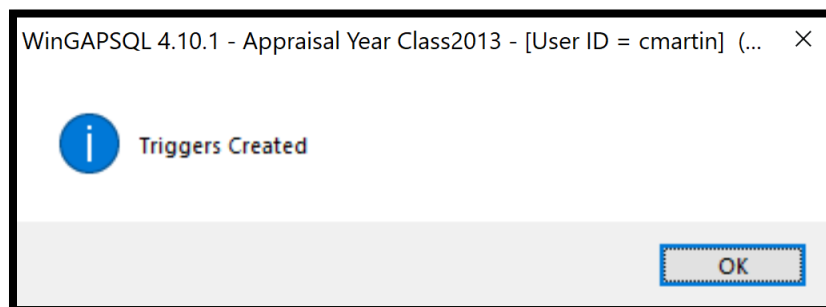 WinGAPSQL 4.10.1 - Appraisal Year Class2013 - [User ID = cmartin] (...
Triggers Created
OK